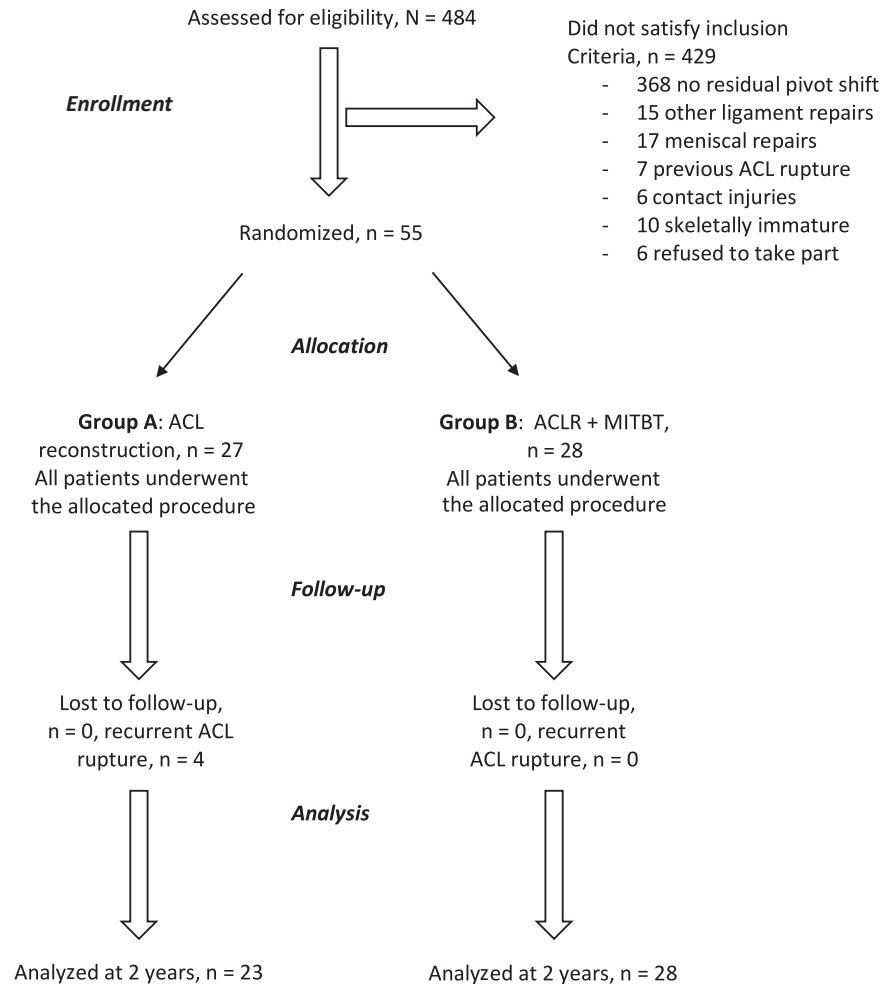 Assessed for eligibility, N = 484
Did not satisfy inclusion
Criteria, n = 429
- 368 no residual pivot shift
- 15 other ligament repairs
- 17 meniscal repairs
- 7 previous ACL rupture
- 6 contact injuries
- 10 skeletally immature
- 6 refused to take part
Enrollment
Randomized, n = 55
Allocation
Group A: ACL
reconstruction, n = 27
All patients underwent
the allocated procedure
Group B: ACLR + MITBT,
n = 28
All patients underwent
the allocated procedure
Follow-up
Lost to follow-up,
n = 0, recurrent ACL
rupture, n = 4
Lost to follow-up,
n = 0, recurrent
ACL rupture, n = 0
Analysis
Analyzed at 2 years, n = 23
Analyzed at 2 years, n = 28